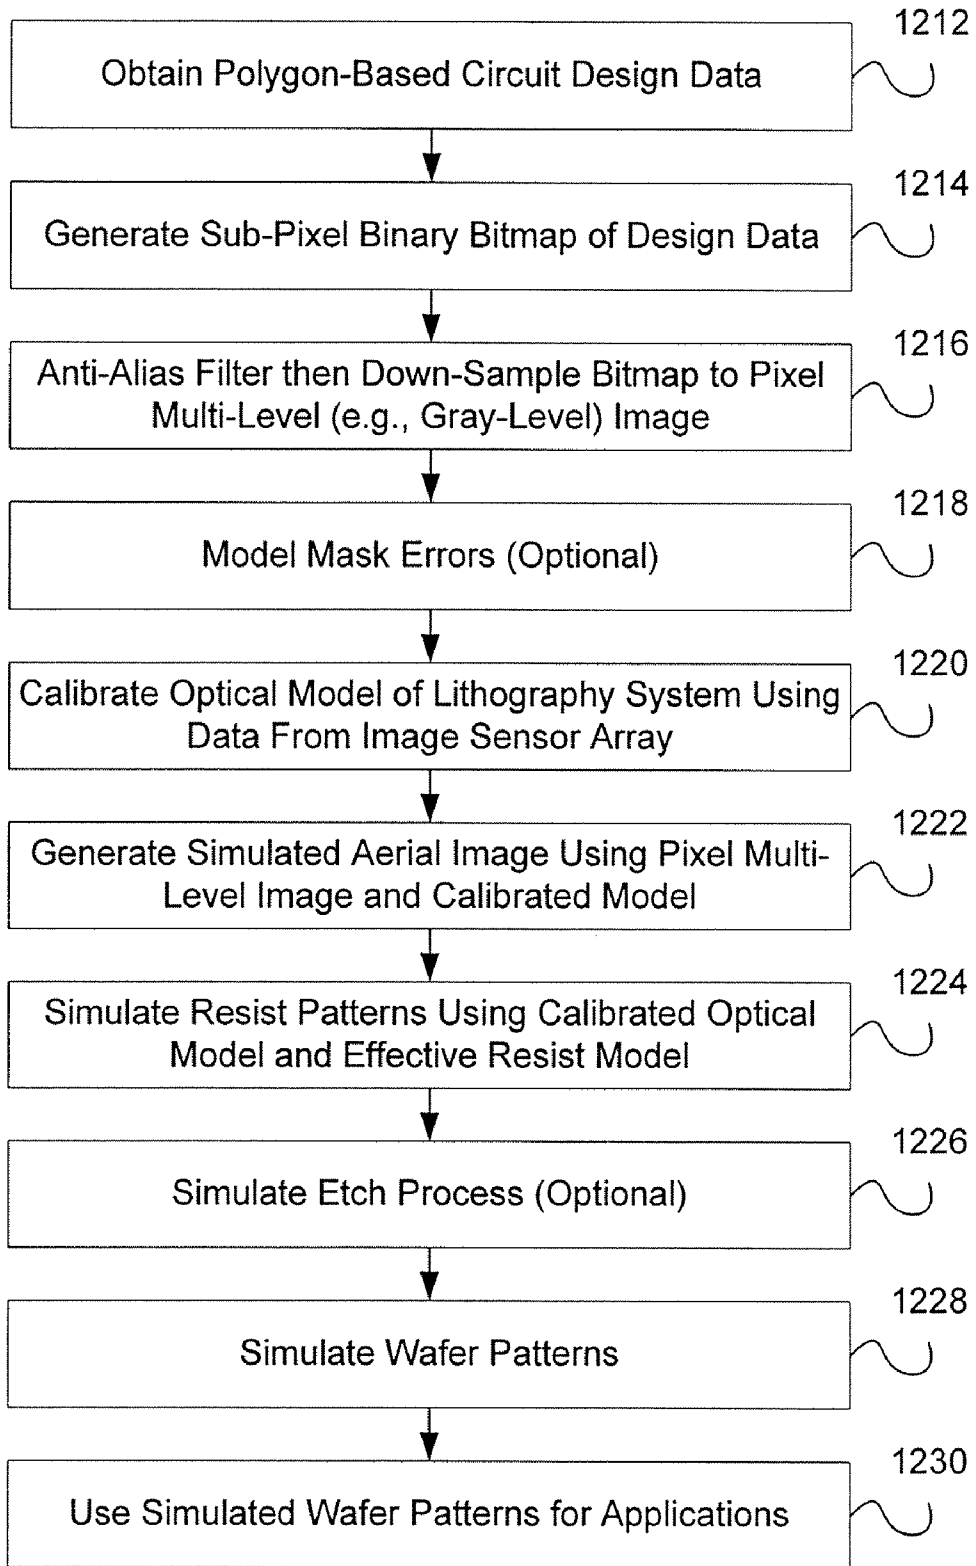 1212
Obtain Polygon-Based Circuit Design Data
1214
Generate Sub-Pixel Binary Bitmap of Design Data
1216
Anti-Alias Filter then Down-Sample Bitmap to Pixel
Multi-Level (e.g., Gray-Level) Image
1218
Model Mask Errors (Optional)
1220
Calibrate Optical Model of Lithography System Using
Data From Image Sensor Array
1222
Generate Simulated Aerial Image Using Pixel Multi-
Level Image and Calibrated Model
1224
Simulate Resist Patterns Using Calibrated Optical
Model and Effective Resist Model
1226
Simulate Etch Process (Optional)
1228
Simulate Wafer Patterns
1230
Use Simulated Wafer Patterns for Applications